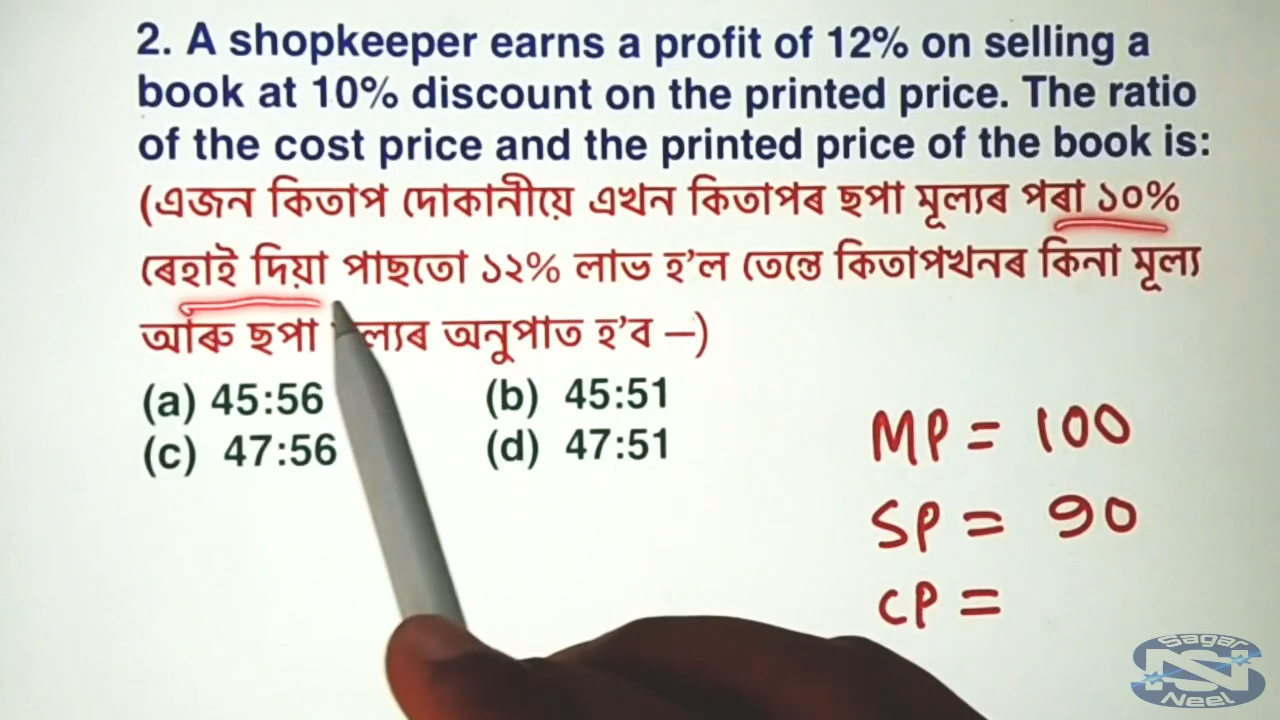 2. A shopkeeper earns a profit of 12% on selling a
book at 10% discount on the printed price. The ratio
of the cost price and the printed price of the book is:
(এজন কিতাপ দোকানীয়ে এখন কিতাপৰ ছপা মূল্যৰ পৰা ১০%
ৰেহাই দিয়া পাছতো ১২% লাভ হ’ল তেন্তে কিতাপখনৰ কিনা মূল্য
আৰু ছপা ল্যৰ অনুপাত হ’ব –)
(a) 45:56 (b) 45:51
(c) 47:56 (d) 47:51
MP = 100
SP = 90
CP =
Sagar
NSI
Neel